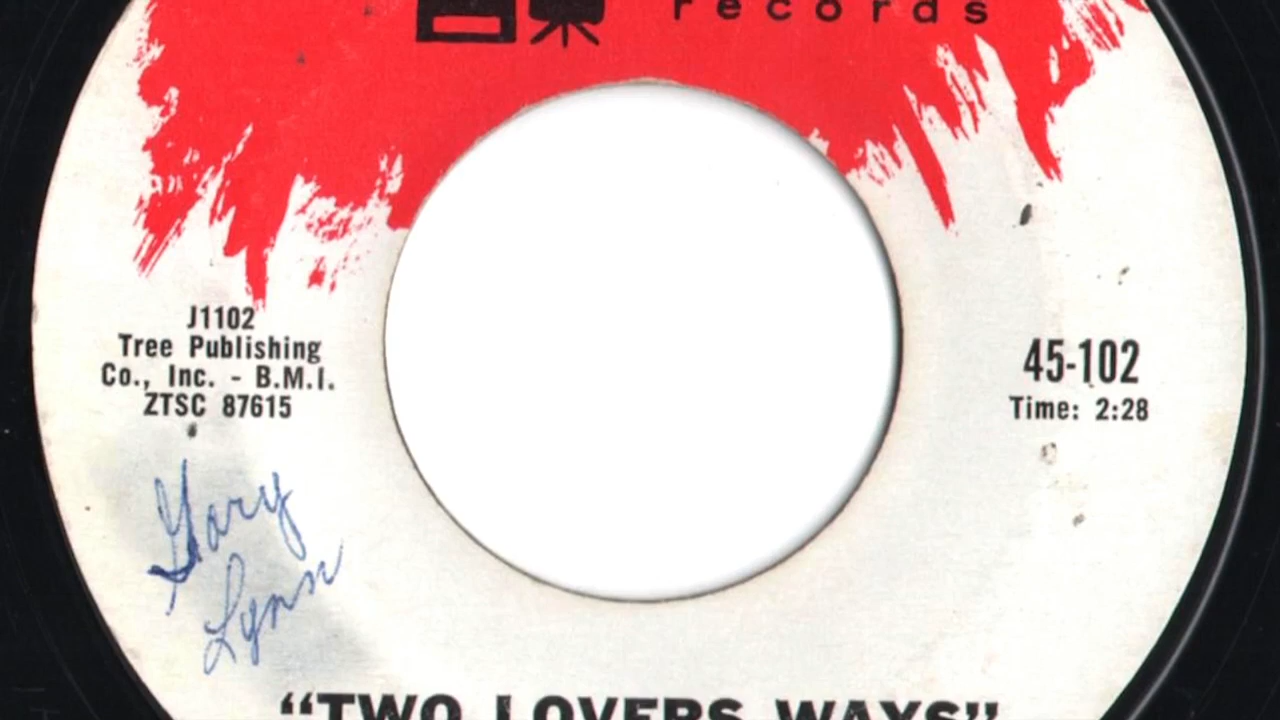 records
J1102
Tree Publishing
Co., Inc. - B.M.I.
ZTSC 87615
45-102
Time: 2:28
Gary
Lynn
“TWO LOVERS WAYS”